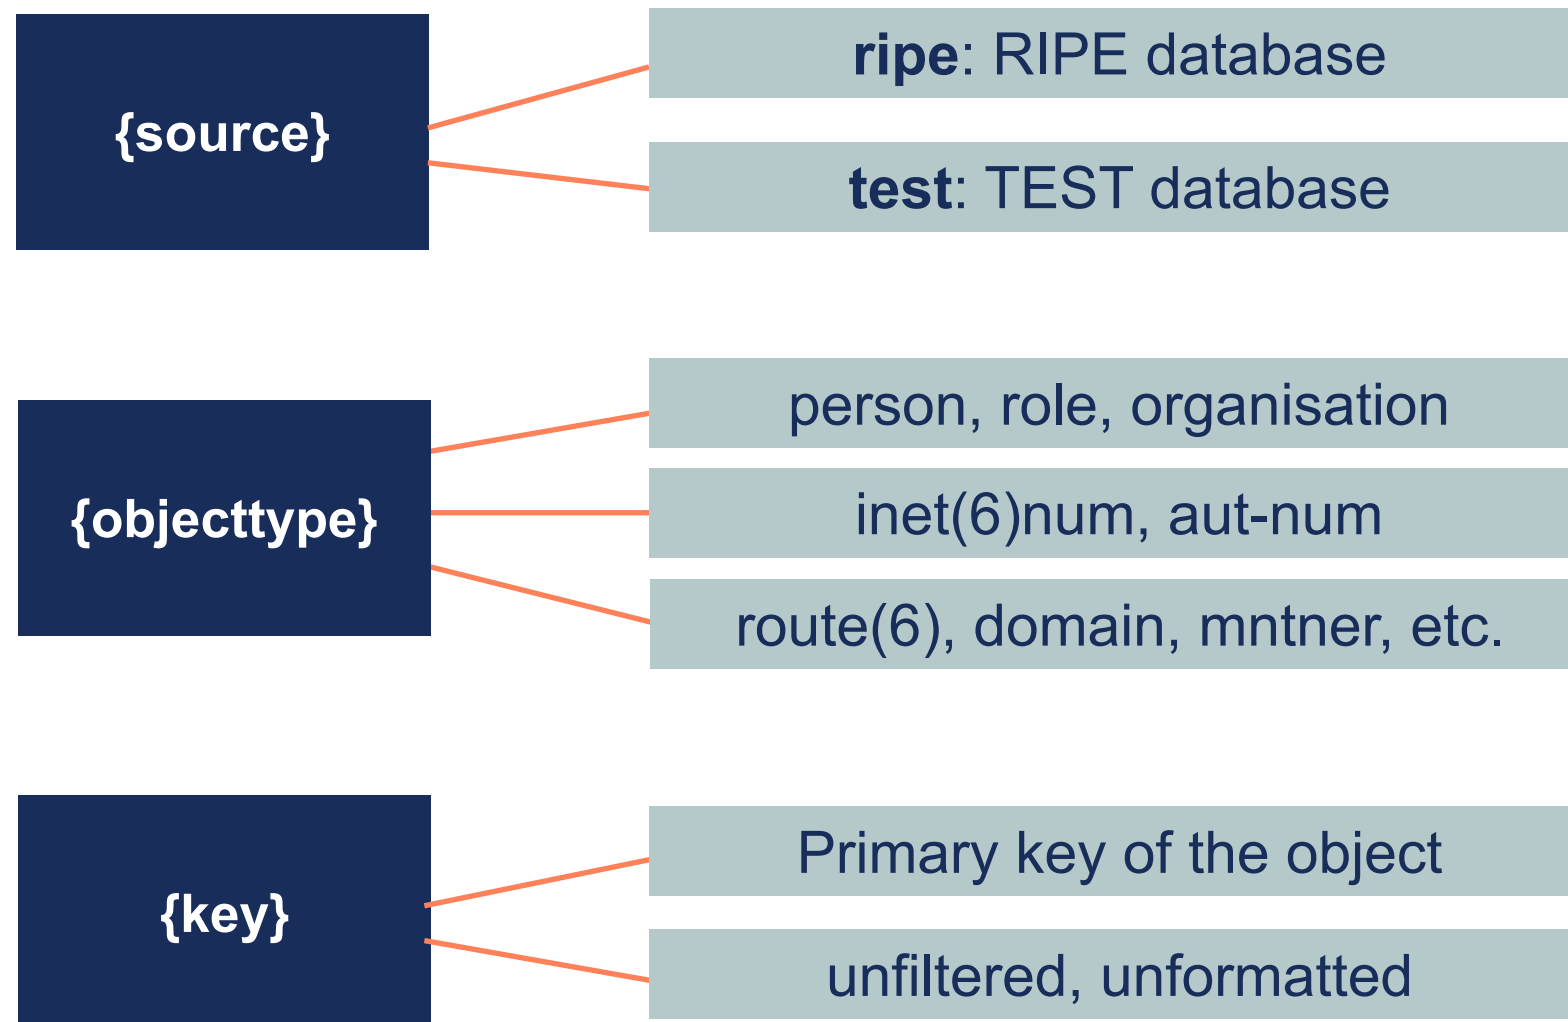 {source}
ripe: RIPE database
test: TEST database
{objecttype}
person, role, organisation
inet(6)num, aut-num
route(6), domain, mntner, etc.
{key}
Primary key of the object
unfiltered, unformatted